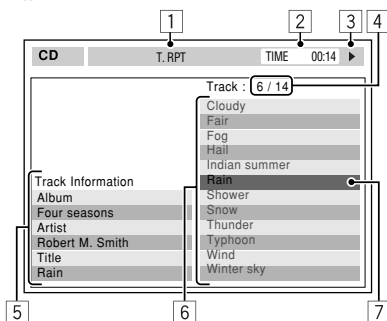 1 2 3 4
CD T. RPT TIME 00:14
Track : 6 / 14
Cloudy
Fair
Fog
Hail
Indian summer
Rain
Shower
Snow
Thunder
Typhoon
Wind
Winter sky
Track Information
Album
Four seasons
Artist
Robert M. Smith
Title
Rain
5 6 7